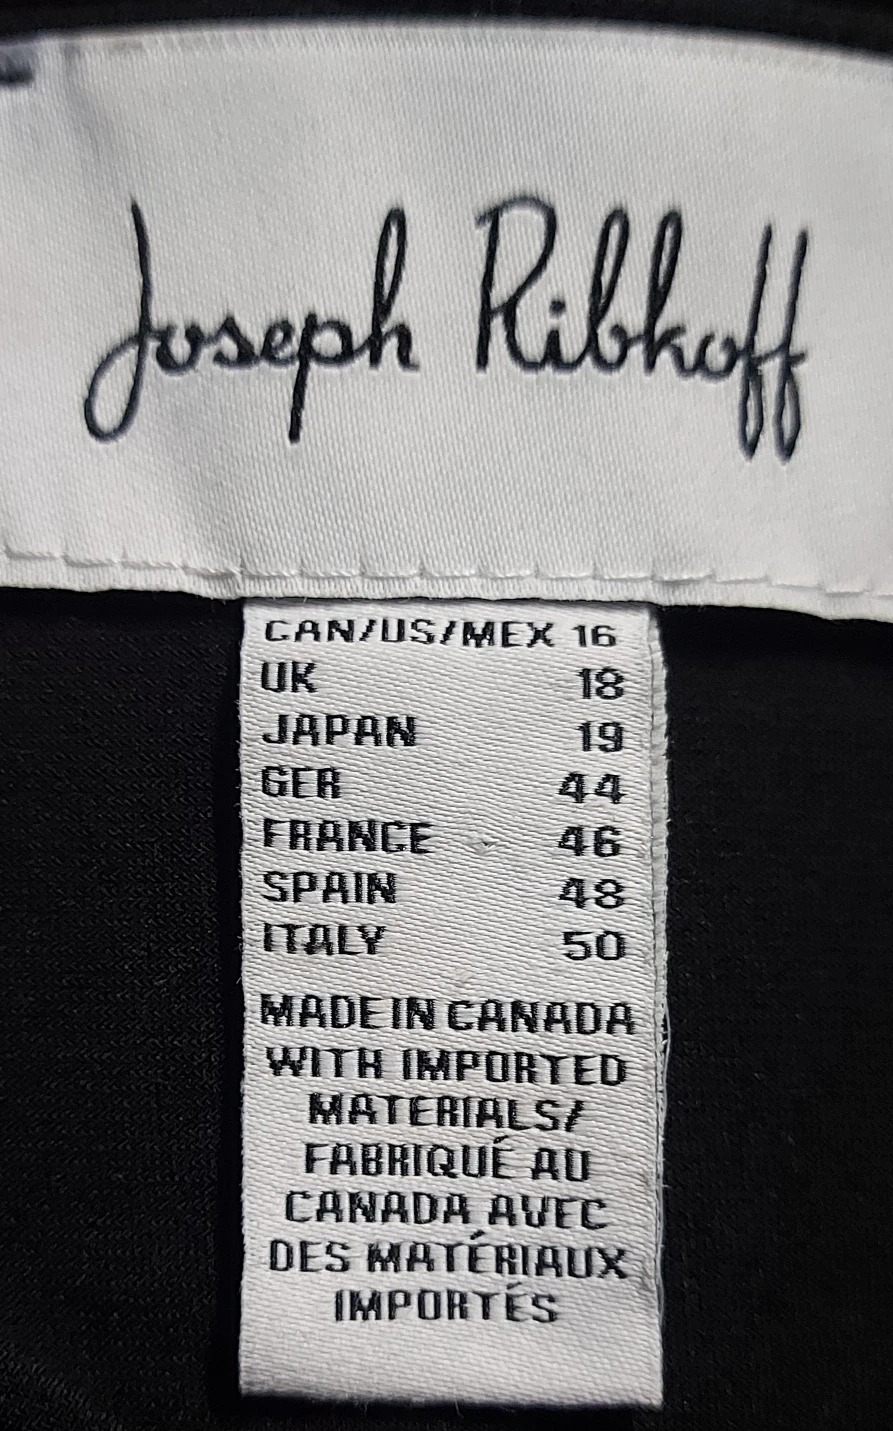 Joseph Ribkoff
CAN/US/MEX 16
UK 18
JAPAN 19
GER 44
FRANCE 46
SPAIN 48
ITALY 50
MADE IN CANADA
WITH IMPORTED
MATERIALS/
FABRIQUÉ AU
CANADA AVEC
DES MATÉRIAUX
IMPORTÉS